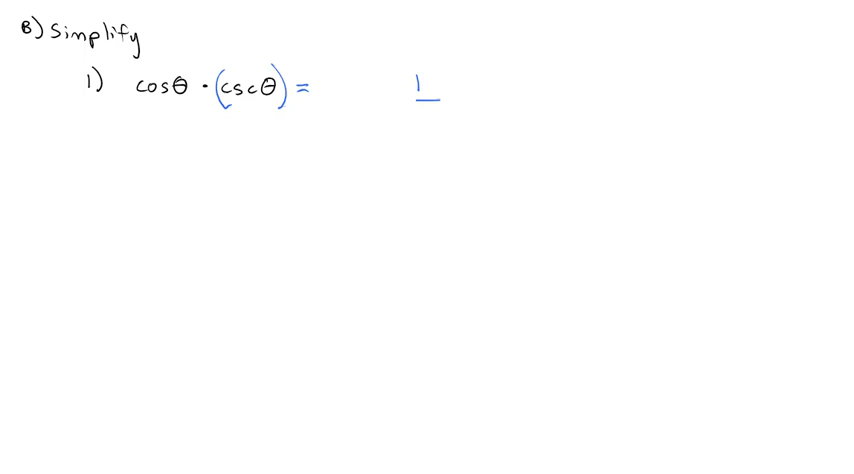 B) Simplify
1) cosθ · (cscθ) = 1